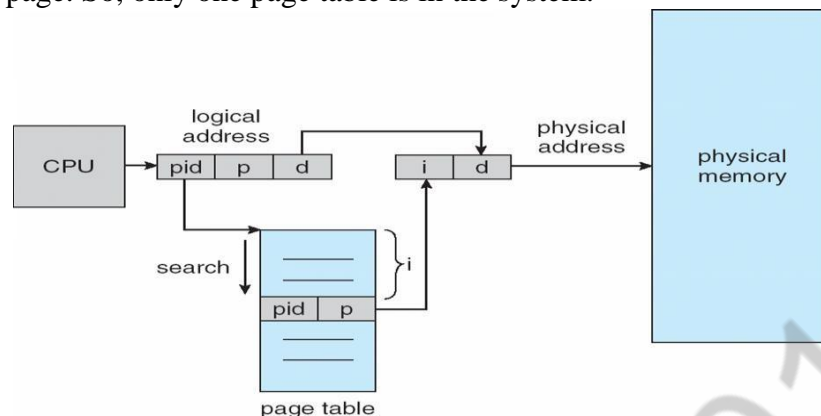 page. So, only one page table is in the system.
logical
address
physical
address
CPU
pid p d
i d
physical
memory
search
i
pid p
page table